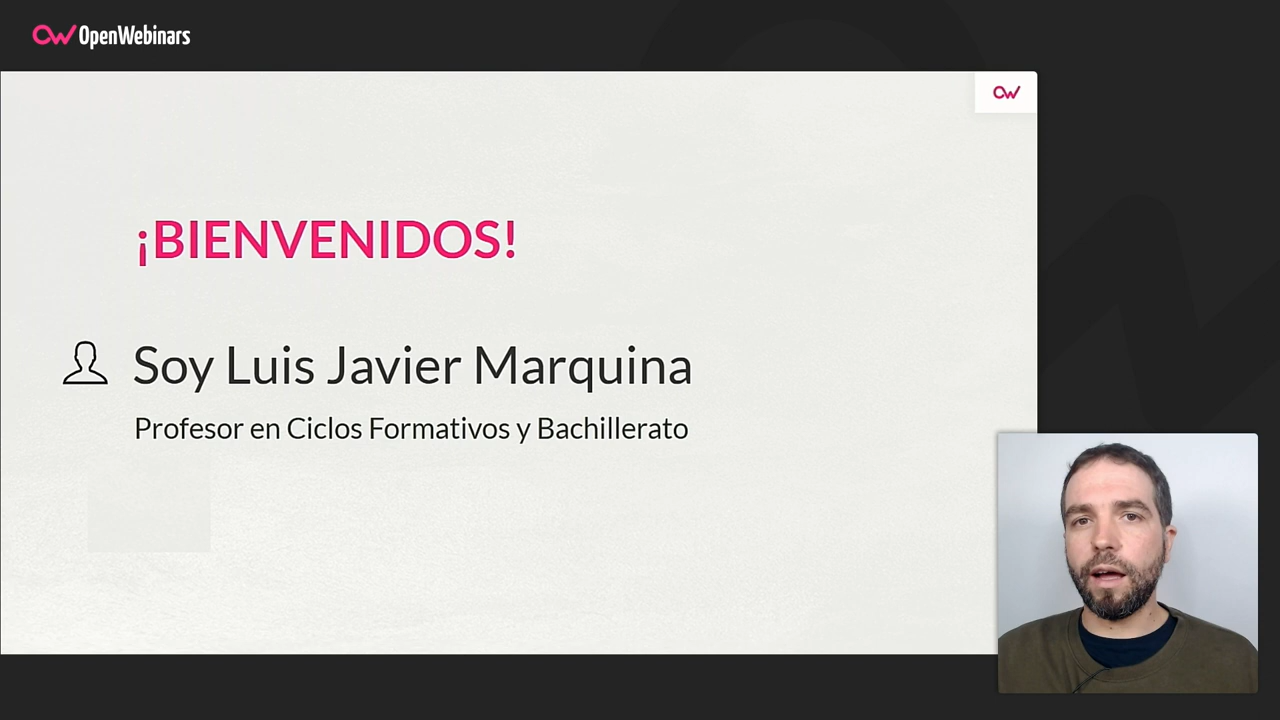 OpenWebinars
¡BIENVENIDOS!
Soy Luis Javier Marquina
Profesor en Ciclos Formativos y Bachillerato